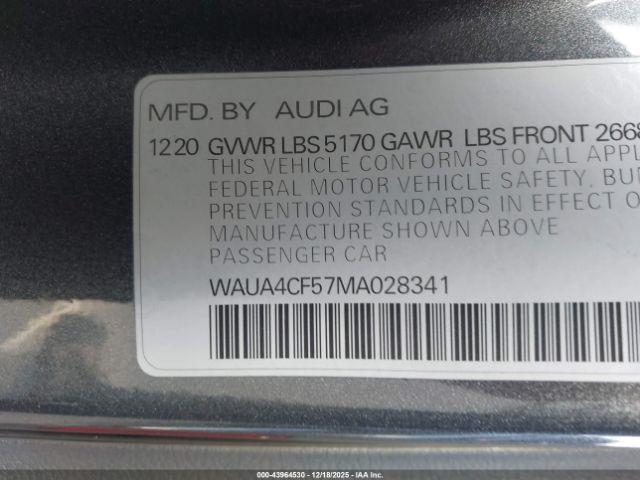 MFD. BY AUDI AG
1220 GVWR LBS 5170 GAWR LBS FRONT 2668
THIS VEHICLE CONFORMS TO ALL APPL
FEDERAL MOTOR VEHICLE SAFETY, BU
PREVENTION STANDARDS IN EFFECT O
MANUFACTURE SHOWN ABOVE
PASSENGER CAR
WAUA4CF57MA028341
000-43964530 - 12/18/2025 - IAA Inc.